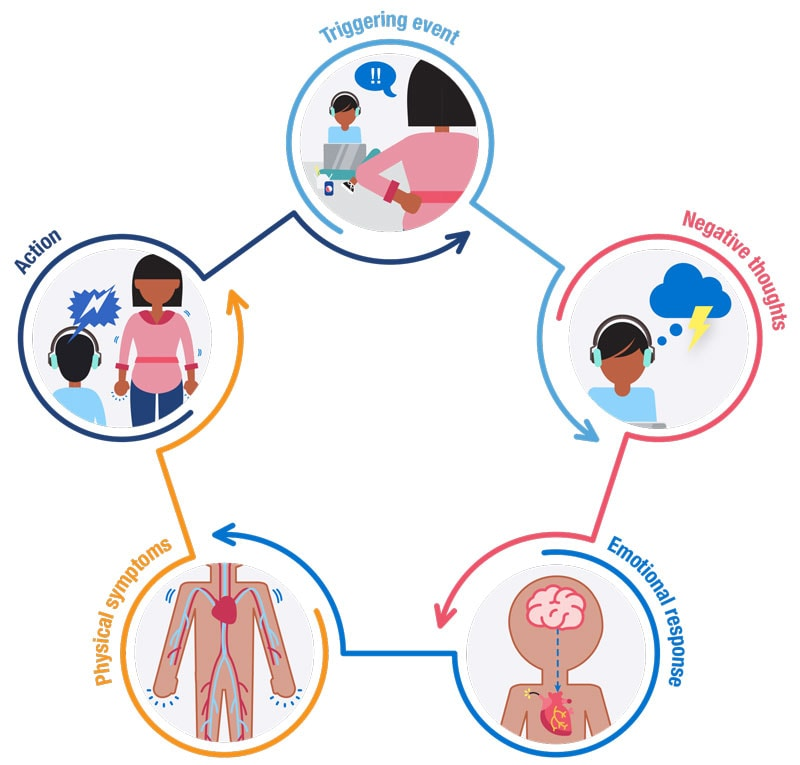 Triggering event
!!
Negative thoughts
Emotional response
Physical symptoms
Action